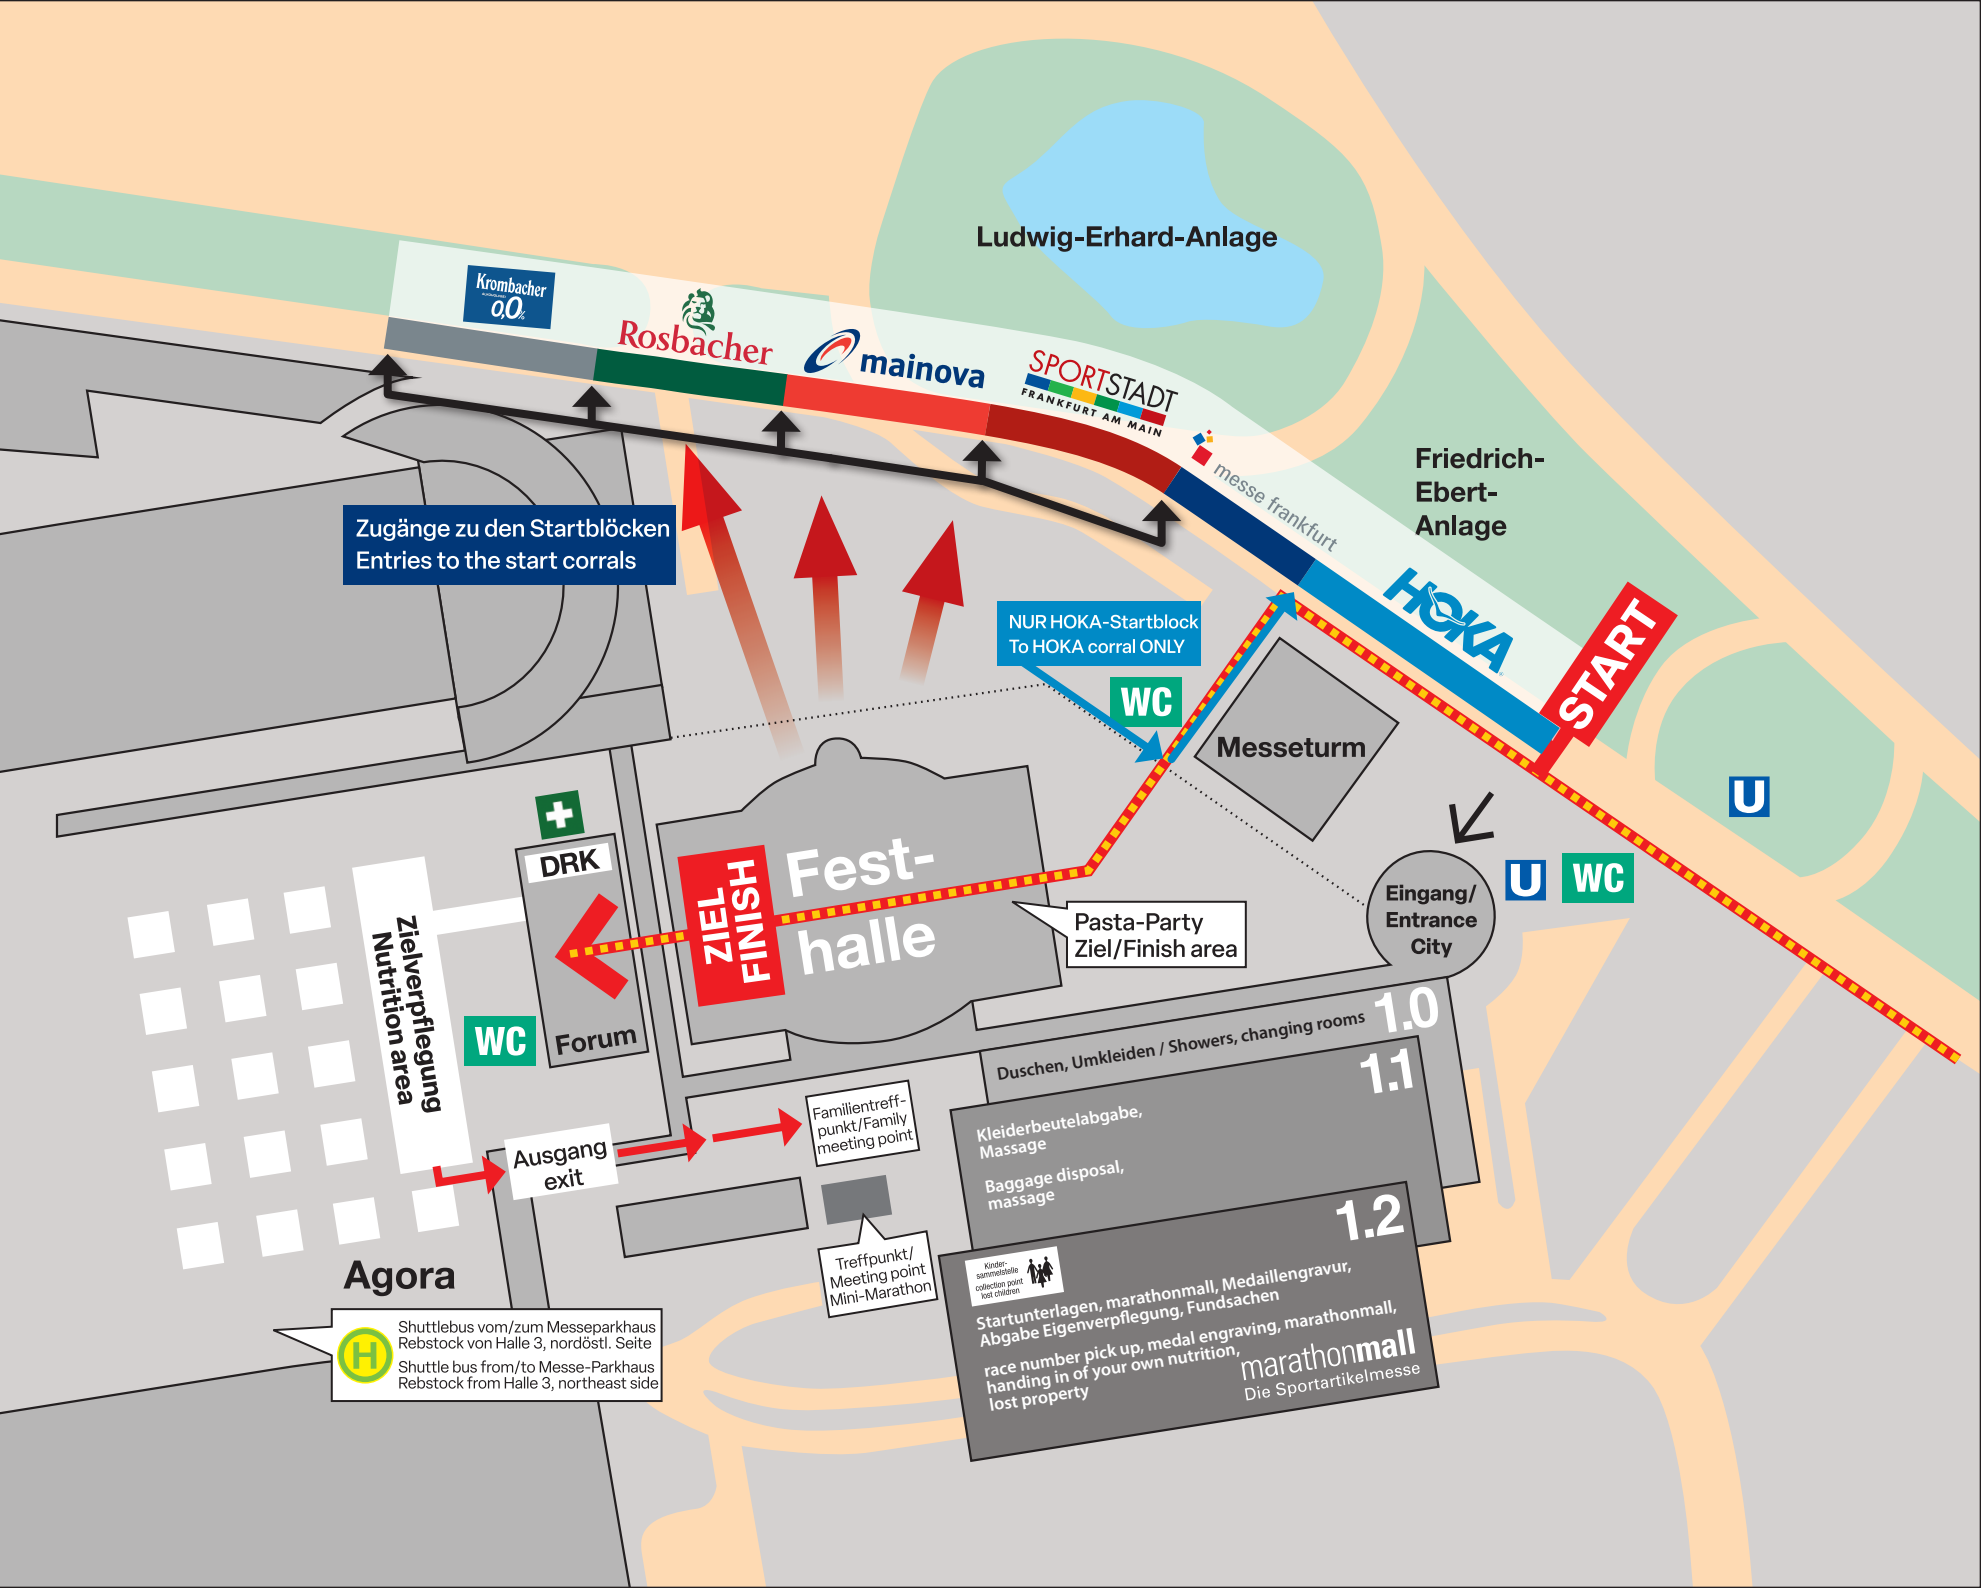 Ludwig-Erhard-Anlage
Krombacher
0,0%
Rosbacher
mainova
SPORTSTADT
FRANKFURT AM MAIN
messe frankfurt
HOKA
Friedrich-
Ebert-
Anlage
START
Zugänge zu den Startblöcken
Entries to the start corrals
NUR HOKA-Startblock
To HOKA corral ONLY
WC
Messeturm
U
U
WC
Eingang/
Entrance
City
DRK
ZIEL
FINISH
Fest-
halle
Pasta-Party
Ziel/Finish area
Zielverpflegung
Nutrition area
WC
Forum
1.0
Duschen, Umkleiden / Showers, changing rooms
1.1
Kleiderbeutelabgabe,
Massage
Baggage disposal,
massage
Familientreff-
punkt/Family
meeting point
Ausgang
exit
Treffpunkt/
Meeting point
Mini-Marathon
1.2
Kinder-
sammelstelle
collection point
lost children
Startunterlagen, marathonmall, Medaillengravur,
Abgabe Eigenverpflegung, Fundsachen
race number pick up, medal engraving, marathonmall,
handing in of your own nutrition,
lost property
marathonmall
Die Sportartikelmesse
Agora
H
Shuttlebus vom/zum Messeparkhaus
Rebstock von Halle 3, nordöstl. Seite
Shuttle bus from/to Messe-Parkhaus
Rebstock from Halle 3, northeast side